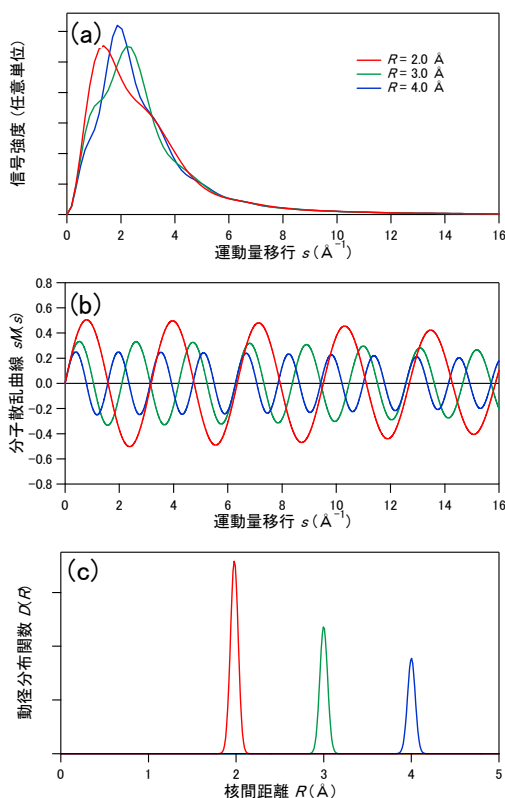 (a)
R = 2.0 Å
R = 3.0 Å
R = 4.0 Å
信号強度 (任意単位)
0 2 4 6 8 10 12 14 16
運動量移行 s (Å⁻¹)
(b)
0.8
0.6
0.4
0.2
0.0
−0.2
−0.4
−0.6
−0.8
分子散乱曲線 sM(s)
0 2 4 6 8 10 12 14 16
運動量移行 s (Å⁻¹)
(c)
動径分布関数 D(R)
0 1 2 3 4 5
核間距離 R (Å)